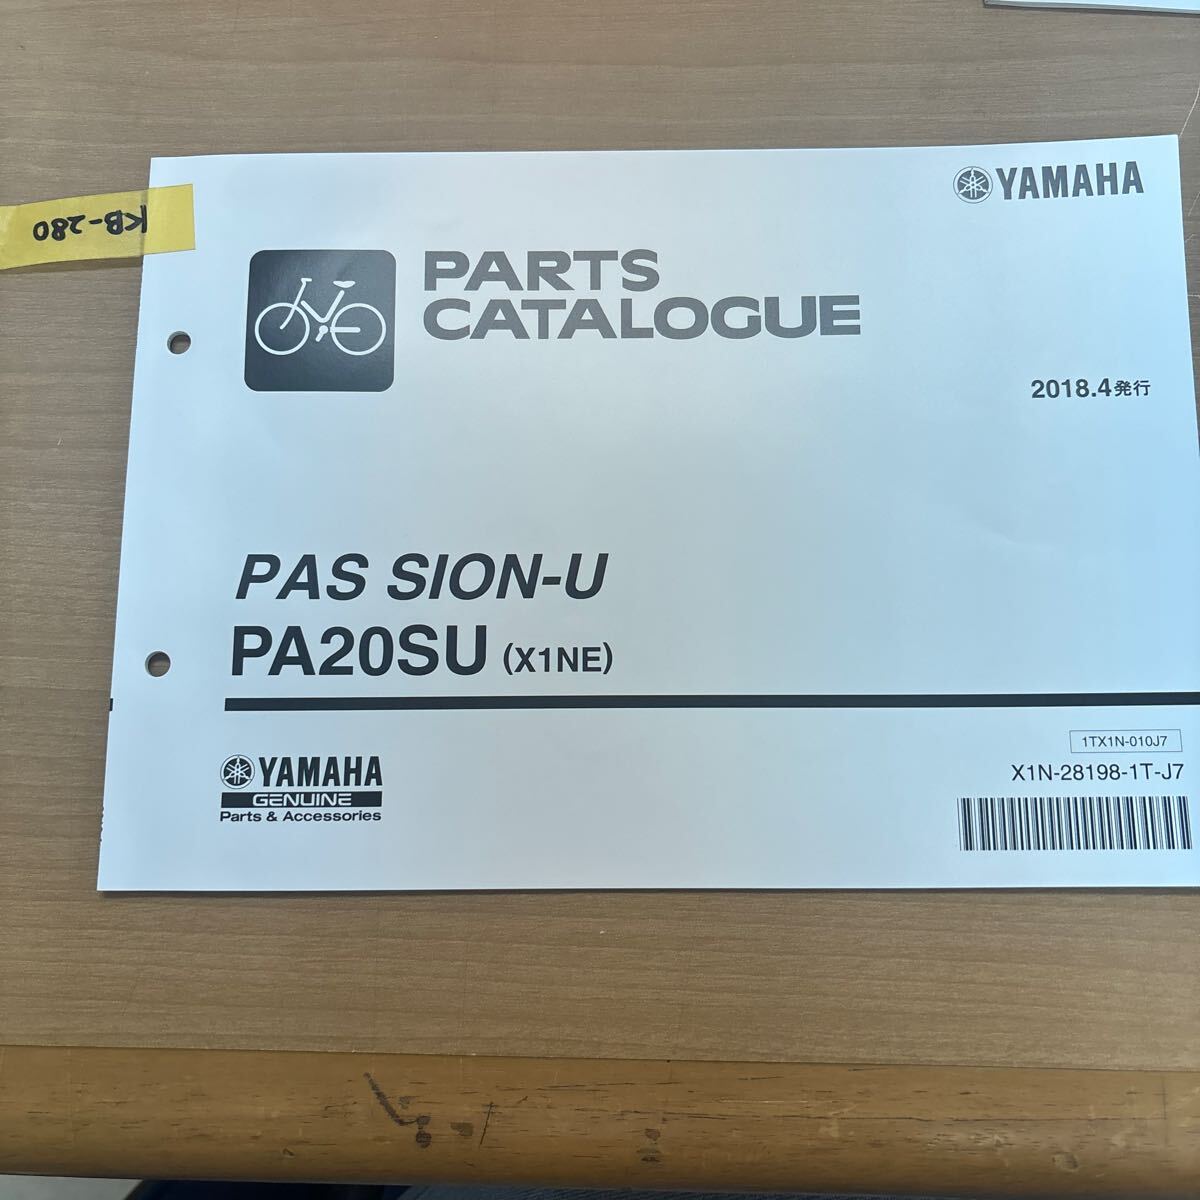 YAMAHA
KB-280
PARTS
CATALOGUE
2018.4発行
PAS SION-U
PA20SU (X1NE)
1TX1N-010J7
X1N-28198-1T-J7
YAMAHA
GENUINE
Parts & Accessories